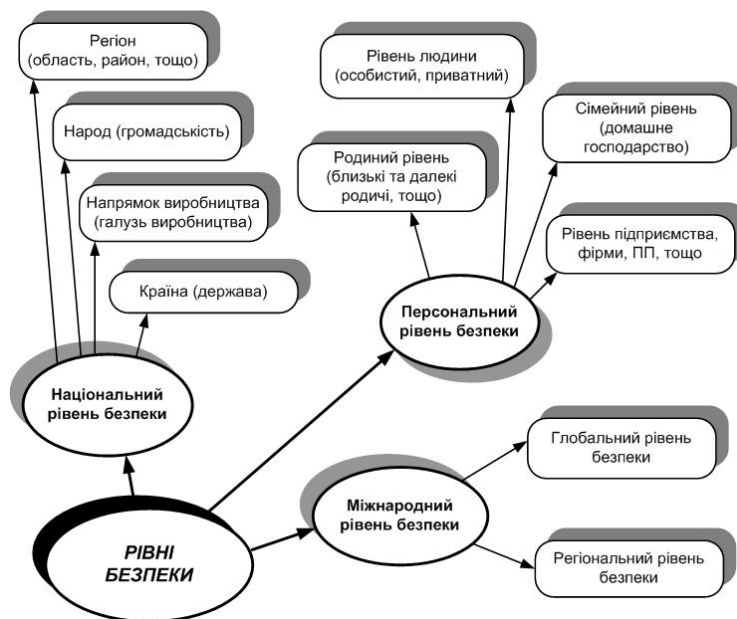 Регіон
(область, район, тощо)
Народ (громадськість)
Напрямок виробництва
(галузь виробництва)
Країна (держава)
Національний
рівень безпеки
Рівень людини
(особистий, приватний)
Сімейний рівень
(домашне
господарство)
Родиний рівень
(близькі та далекі
родичі, тощо)
Рівень підприємства,
фірми, ПП, тощо
Персональний
рівень безпеки
Глобальний рівень
безпеки
Міжнародний
рівень безпеки
Регіональний рівень
безпеки
РІВНІ
БЕЗПЕКИ